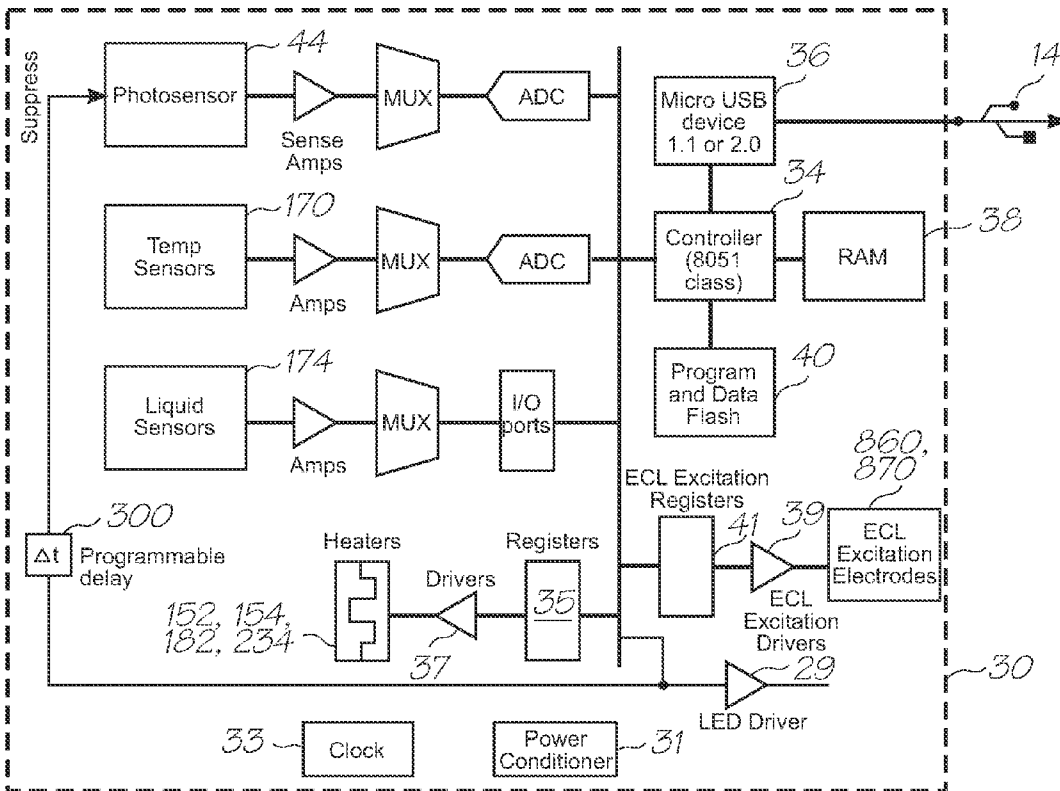 Suppress
44
Photosensor
Sense
Amps
MUX
ADC
36
Micro USB
device
1.1 or 2.0
14
170
Temp
Sensors
Amps
MUX
ADC
34
Controller
(8051
class)
38
RAM
174
Liquid
Sensors
Amps
MUX
I/O
ports
40
Program
and Data
Flash
860,
870
ECL Excitation
Registers
41
39
ECL
Excitation
Electrodes
ECL
Excitation
Drivers
300
Δt
Programmable
delay
Heaters
152, 154,
182, 234
Drivers
37
Registers
35
29
LED Driver
30
33
Clock
Power
Conditioner
31